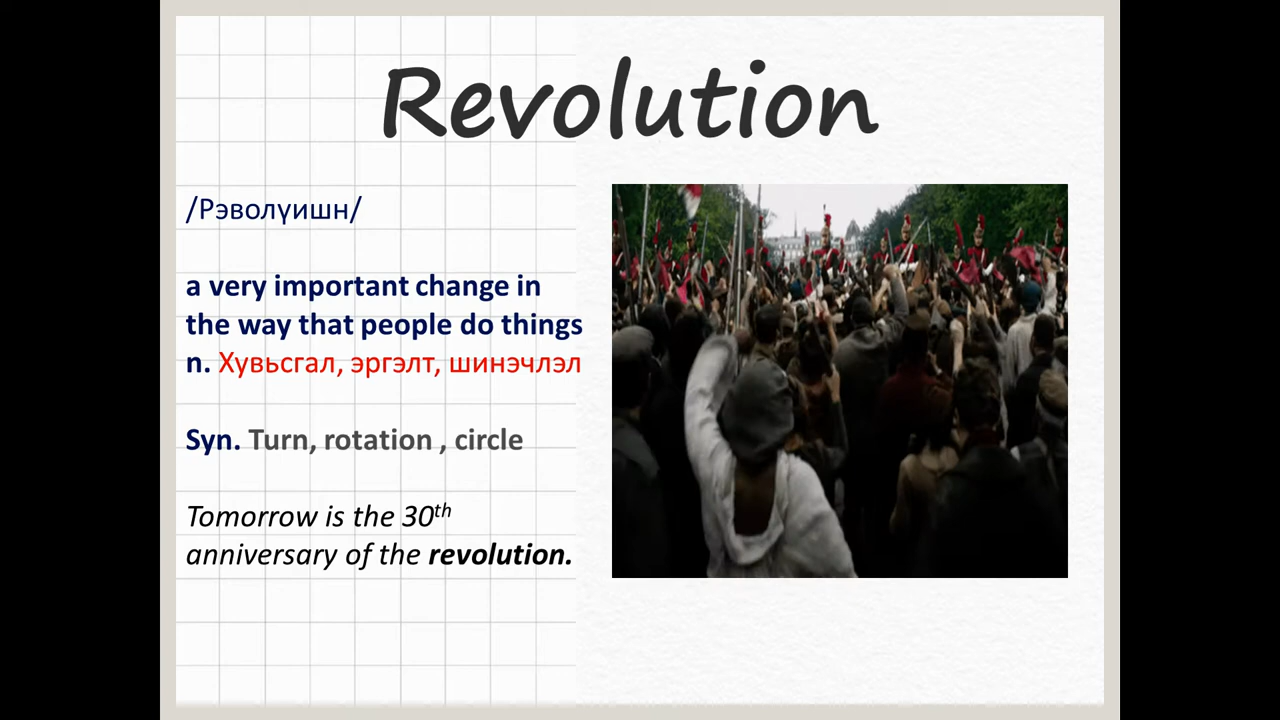 Revolution
/Рэволүишн/
a very important change in
the way that people do things
n. Хувьсгал, эргэлт, шинэчлэл
Syn. Turn, rotation , circle
Tomorrow is the 30th
anniversary of the revolution.